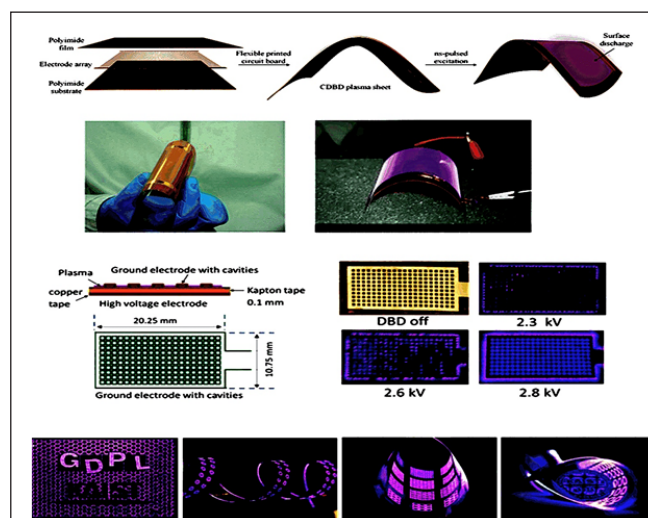 Polyimide film
Electrode array
Polyimide substrate
Flexible printed circuit board
CDBD plasma sheet
ns-pulsed excitation
Surface discharge
Plasma
Ground electrode with cavities
copper tape
High voltage electrode
Kapton tape 0.1 mm
20.25 mm
10.75 mm
Ground electrode with cavities
DBD off
2.3 kV
2.6 kV
2.8 kV
GDPL